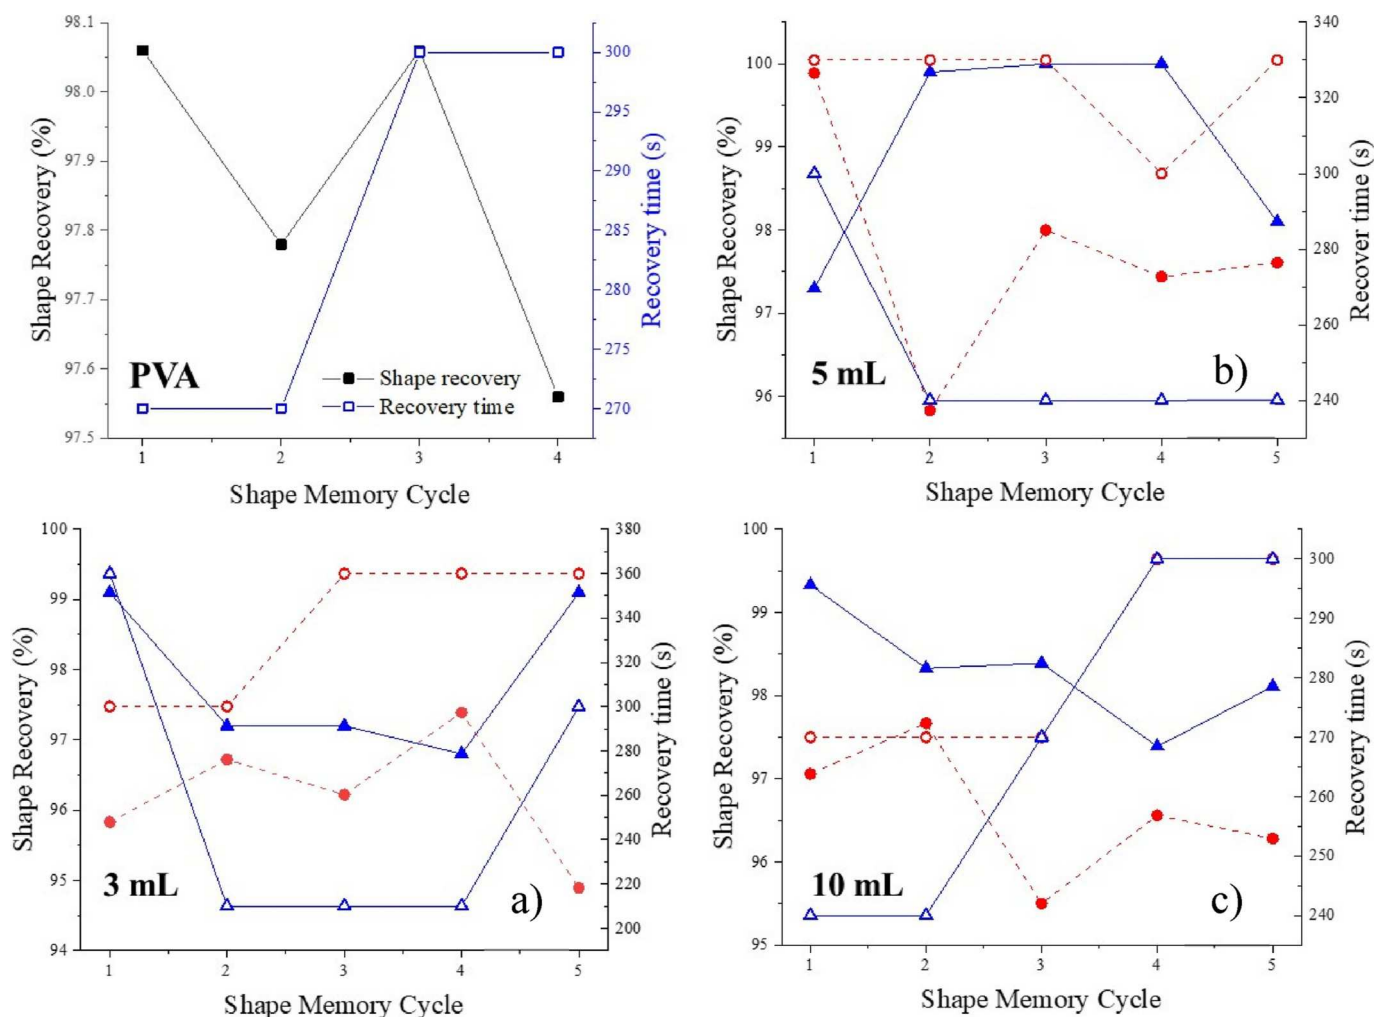 98.1
98.0
97.9
97.8
97.7
97.6
97.5
Shape Recovery (%)
300
295
290
285
280
275
270
Recovery time (s)
PVA
Shape recovery
Recovery time
1 2 3 4
Shape Memory Cycle
100
99
98
97
96
Shape Recovery (%)
340
320
300
280
260
240
Recover time (s)
5 mL
b)
1 2 3 4 5
Shape Memory Cycle
100
99
98
97
96
95
94
Shape Recovery (%)
380
360
340
320
300
280
260
240
220
200
Recovery time (s)
3 mL
a)
1 2 3 4 5
Shape Memory Cycle
100
99
98
97
96
95
Shape Recovery (%)
300
290
280
270
260
250
240
Recovery time (s)
10 mL
c)
1 2 3 4 5
Shape Memory Cycle